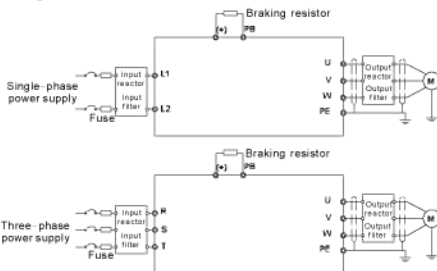 Braking resistor
(+) PB
Single-phase
power supply
Fuse
Input
reactor
Input
filter
L1
L2
U
V
W
PE
Output
reactor
Output
filter
M
Braking resistor
(+) PB
Three-phase
power supply
Fuse
Input
reactor
Input
filter
R
S
T
U
V
W
PE
Output
reactor
Output
filter
M